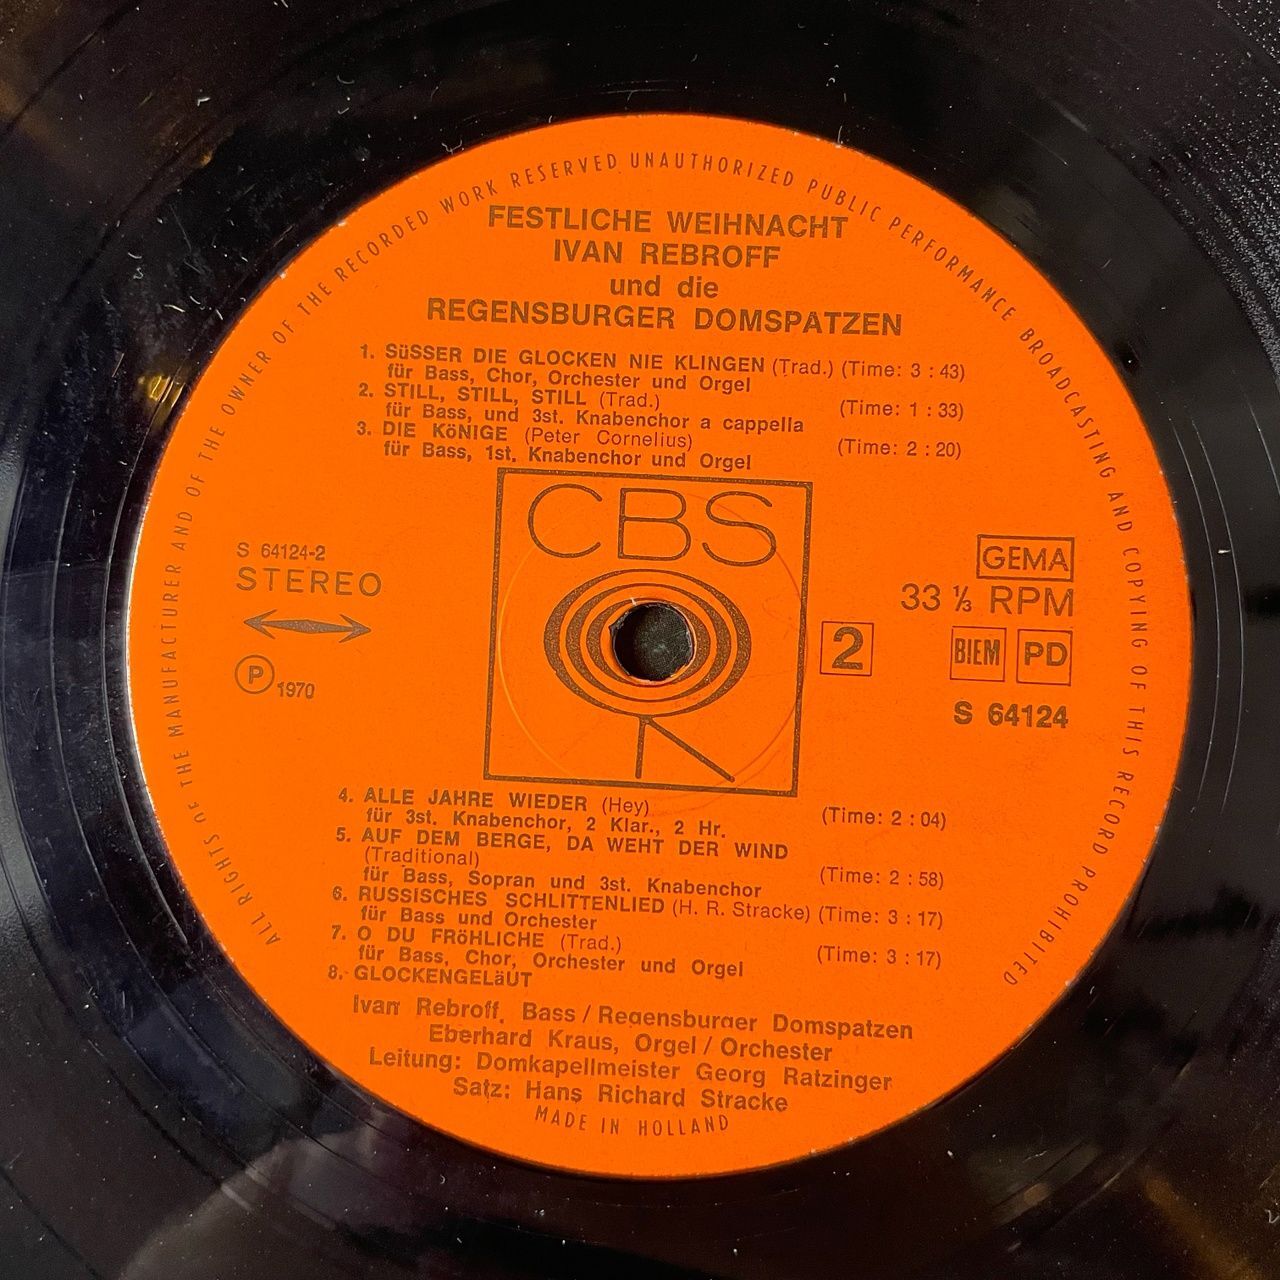 ALL RIGHTS OF THE MANUFACTURER AND OF THE OWNER OF THE RECORDED WORK RESERVED UNAUTHORIZED PUBLIC PERFORMANCE BROADCASTING AND COPYING OF THIS RECORD PROHIBITED
FESTLICHE WEIHNACHT
IVAN REBROFF
und die
REGENSBURGER DOMSPATZEN
1. SüSSER DIE GLOCKEN NIE KLINGEN (Trad.) (Time: 3 : 43)
für Bass, Chor, Orchester und Orgel
2. STILL, STILL, STILL (Trad.) (Time: 1 : 33)
für Bass, und 3st. Knabenchor a cappella
3. DIE KöNIGE (Peter Cornelius) (Time: 2 : 20)
für Bass, 1st. Knabenchor und Orgel
CBS
S 64124-2
STEREO
℗ 1970
2
GEMA
33 ⅓ RPM
BIEM PD
S 64124
4. ALLE JAHRE WIEDER (Hey) (Time: 2 : 04)
für 3st. Knabenchor, 2 Klar., 2 Hr.
5. AUF DEM BERGE, DA WEHT DER WIND
(Traditional) (Time: 2 : 58)
für Bass, Sopran und 3st. Knabenchor
6. RUSSISCHES SCHLITTENLIED (H. R. Stracke) (Time: 3 : 17)
für Bass und Orchester
7. O DU FRöHLICHE (Trad.) (Time: 3 : 17)
für Bass, Chor, Orchester und Orgel
8. GLOCKENGELäUT
Ivan Rebroff, Bass / Regensburger Domspatzen
Eberhard Kraus, Orgel / Orchester
Leitung: Domkapellmeister Georg Ratzinger
Satz: Hans Richard Stracke
MADE IN HOLLAND